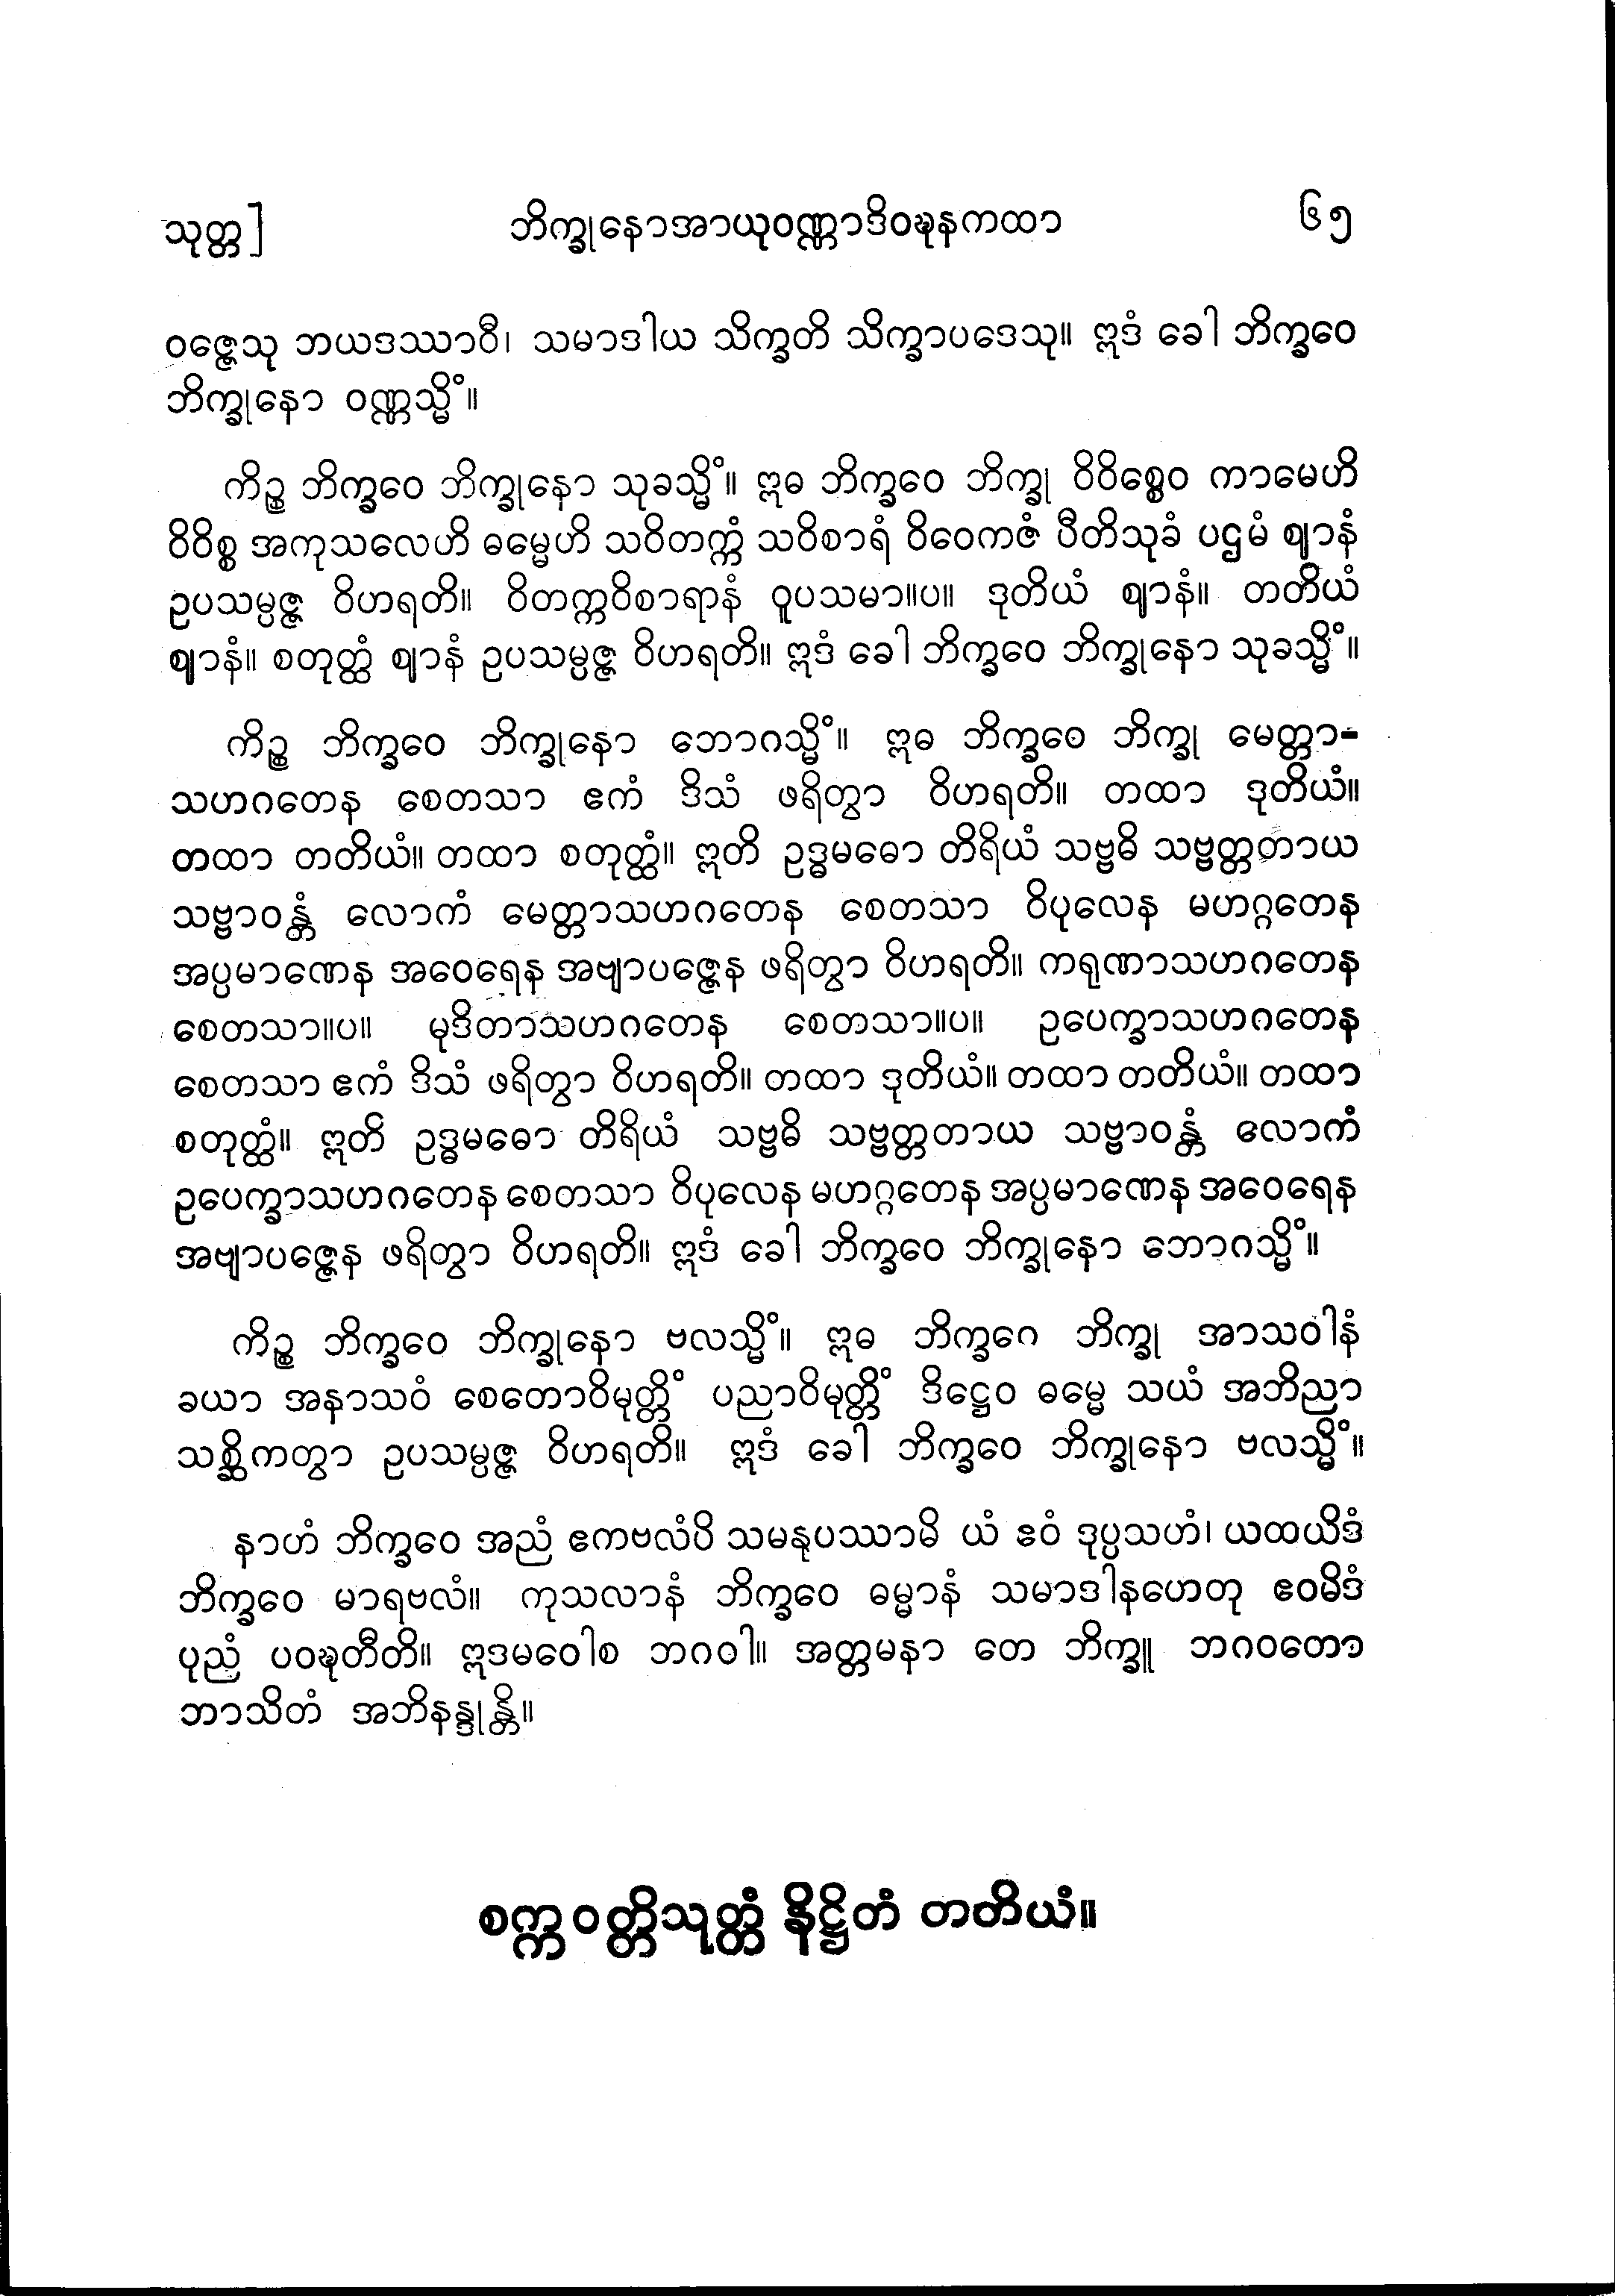 သုတ္တ]
ဘိက္ခုနောအာယုဝဏ္ဏာဒိဝဍ္ဎနကထာ
၆၅
ဝဇ္ဇေသု ဘယဒဿာဝီ၊ သမာဒါယ သိက္ခတိ သိက္ခာပဒေသု။ ဣဒံ ခေါ ဘိက္ခဝေ
ဘိက္ခုနော ဝဏ္ဏသ္မိံ။
ကိဉ္စ ဘိက္ခဝေ ဘိက္ခုနော သုခသ္မိံ။ ဣဓ ဘိက္ခဝေ ဘိက္ခု ဝိဝိစ္စေဝ ကာမေဟိ
ဝိဝိစ္စ အကုသလေဟိ ဓမ္မေဟိ သဝိတက္ကံ သဝိစာရံ ဝိဝေကဇံ ပီတိသုခံ ပဌမံ ဈာနံ
ဥပသမ္ပဇ္ဇ ဝိဟရတိ။ ဝိတက္ကဝိစာရာနံ ဝူပသမာ။ပ။ ဒုတိယံ ဈာနံ။ တတိယံ
ဈာနံ။ စတုတ္ထံ ဈာနံ ဥပသမ္ပဇ္ဇ ဝိဟရတိ။ ဣဒံ ခေါ ဘိက္ခဝေ ဘိက္ခုနော သုခသ္မိံ။
ကိဉ္စ ဘိက္ခဝေ ဘိက္ခုနော ဘောဂသ္မိံ။ ဣဓ ဘိက္ခဝေ ဘိက္ခု မေတ္တာ-
သဟဂတေန စေတသာ ဧကံ ဒိသံ ဖရိတွာ ဝိဟရတိ။ တထာ ဒုတိယံ။
တထာ တတိယံ။ တထာ စတုတ္ထံ။ ဣတိ ဥဒ္ဓမဓော တိရိယံ သဗ္ဗဓိ သဗ္ဗတ္တတာယ
သဗ္ဗာဝန္တံ လောကံ မေတ္တာသဟဂတေန စေတသာ ဝိပုလေန မဟဂ္ဂတေန
အပ္ပမာဏေန အဝေရေန အဗျာပဇ္ဇေန ဖရိတွာ ဝိဟရတိ။ ကရုဏာသဟဂတေန
စေတသာ။ပ။ မုဒိတာသဟဂတေန စေတသာ။ပ။ ဥပေက္ခာသဟဂတေန
စေတသာ ဧကံ ဒိသံ ဖရိတွာ ဝိဟရတိ။ တထာ ဒုတိယံ။ တထာ တတိယံ။ တထာ
စတုတ္ထံ။ ဣတိ ဥဒ္ဓမဓော တိရိယံ သဗ္ဗဓိ သဗ္ဗတ္တတာယ သဗ္ဗာဝန္တံ လောကံ
ဥပေက္ခာသဟဂတေန စေတသာ ဝိပုလေန မဟဂ္ဂတေန အပ္ပမာဏေန အဝေရေန
အဗျာပဇ္ဇေန ဖရိတွာ ဝိဟရတိ။ ဣဒံ ခေါ ဘိက္ခဝေ ဘိက္ခုနော ဘောဂသ္မိံ။
ကိဉ္စ ဘိက္ခဝေ ဘိက္ခုနော ဗလသ္မိံ။ ဣဓ ဘိက္ခဂေ ဘိက္ခု အာသဝါနံ
ခယာ အနာသဝံ စေတောဝိမုတ္တိံ ပညာဝိမုတ္တိံ ဒိဋ္ဌေဝ ဓမ္မေ သယံ အဘိညာ
သစ္ဆိကတွာ ဥပသမ္ပဇ္ဇ ဝိဟရတိ။ ဣဒံ ခေါ ဘိက္ခဝေ ဘိက္ခုနော ဗလသ္မိံ။
နာဟံ ဘိက္ခဝေ အညံ ဧကဗလံပိ သမနုပဿာမိ ယံ ဧဝံ ဒုပ္ပသဟံ၊ ယထယိဒံ
ဘိက္ခဝေ မာရဗလံ။ ကုသလာနံ ဘိက္ခဝေ ဓမ္မာနံ သမာဒါနဟေတု ဧဝမိဒံ
ပုညံ ပဝဍ္ဎတီတိ။ ဣဒမဝေါစ ဘဂဝါ။ အတ္တမနာ တေ ဘိက္ခူ ဘဂဝတော
ဘာသိတံ အဘိနန္ဒုန္တိ။
စက္ကဝတ္တိသုတ္တံ နိဋ္ဌိတံ တတိယံ။